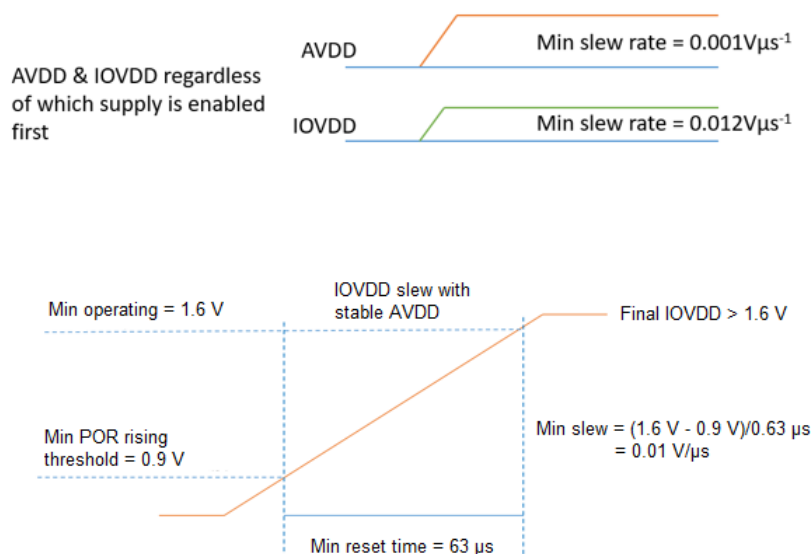 AVDD & IOVDD regardless
of which supply is enabled
first
AVDD
Min slew rate = 0.001Vµs⁻¹
IOVDD
Min slew rate = 0.012Vµs⁻¹
Min operating = 1.6 V
IOVDD slew with
stable AVDD
Final IOVDD > 1.6 V
Min POR rising
threshold = 0.9 V
Min slew = (1.6 V - 0.9 V)/0.63 µs
= 0.01 V/µs
Min reset time = 63 µs